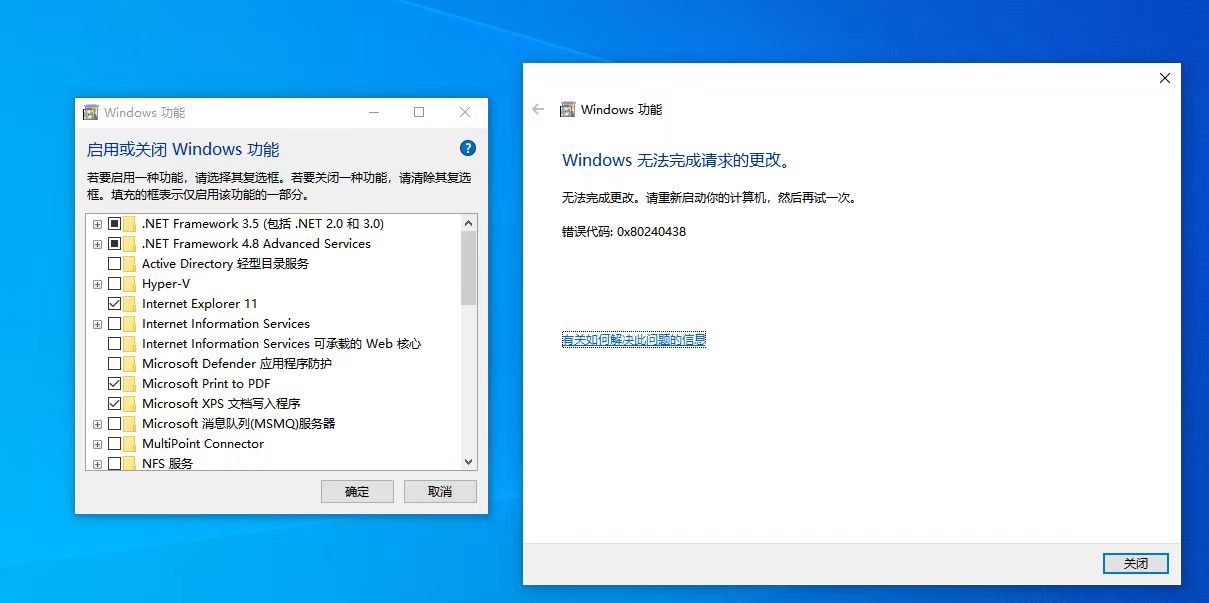 Windows 功能
启用或关闭 Windows 功能
?
若要启用一种功能，请选择其复选框。若要关闭一种功能，请清除其复选
框。填充的框表示仅启用该功能的一部分。
.NET Framework 3.5 (包括 .NET 2.0 和 3.0)
.NET Framework 4.8 Advanced Services
Active Directory 轻型目录服务
Hyper-V
Internet Explorer 11
Internet Information Services
Internet Information Services 可承载的 Web 核心
Microsoft Defender 应用程序防护
Microsoft Print to PDF
Microsoft XPS 文档写入程序
Microsoft 消息队列(MSMQ)服务器
MultiPoint Connector
NFS 服务
确定 取消
Windows 功能
Windows 无法完成请求的更改。
无法完成更改。请重新启动你的计算机，然后再试一次。
错误代码: 0x80240438
有关如何解决此问题的信息
关闭